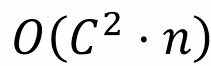 O(C² · n)